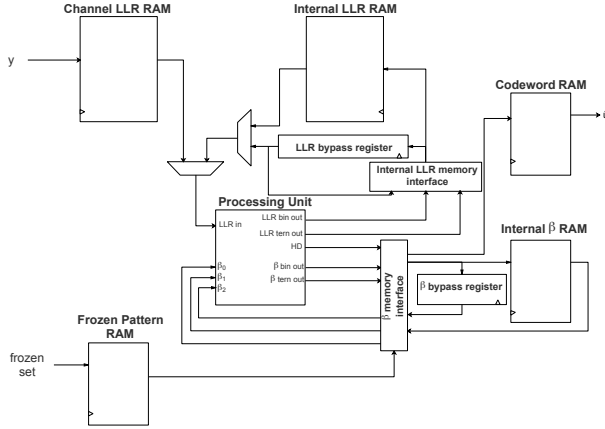 Channel LLR RAM
Internal LLR RAM
y
Codeword RAM
LLR bypass register
Internal LLR memory
interface
Processing Unit
LLR in
LLR bin out
LLR tern out
HD
β bin out
β tern out
β0
β1
β2
β memory
interface
Internal β RAM
β bypass register
Frozen Pattern
RAM
frozen
set